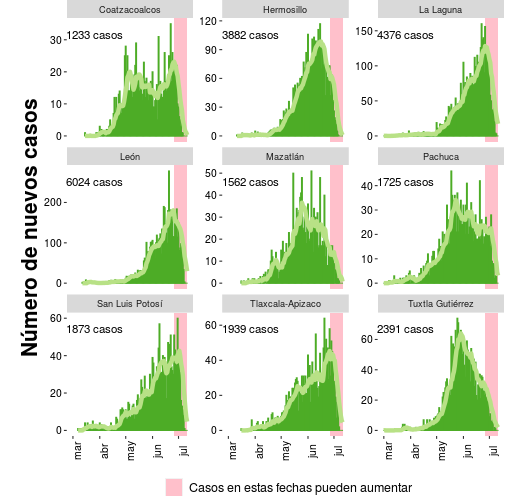 Coatzacoalcos
Hermosillo
La Laguna
1233 casos
3882 casos
4376 casos
30
20
10
0
120
90
60
30
0
150
100
50
0
León
Mazatlán
Pachuca
6024 casos
1562 casos
1725 casos
200
100
0
50
40
30
20
10
0
40
30
20
10
0
San Luis Potosí
Tlaxcala-Apizaco
Tuxtla Gutiérrez
1873 casos
1939 casos
2391 casos
60
40
20
0
60
40
20
0
60
40
20
0
mar abr may jun jul
mar abr may jun jul
mar abr may jun jul
Número de nuevos casos
Casos en estas fechas pueden aumentar